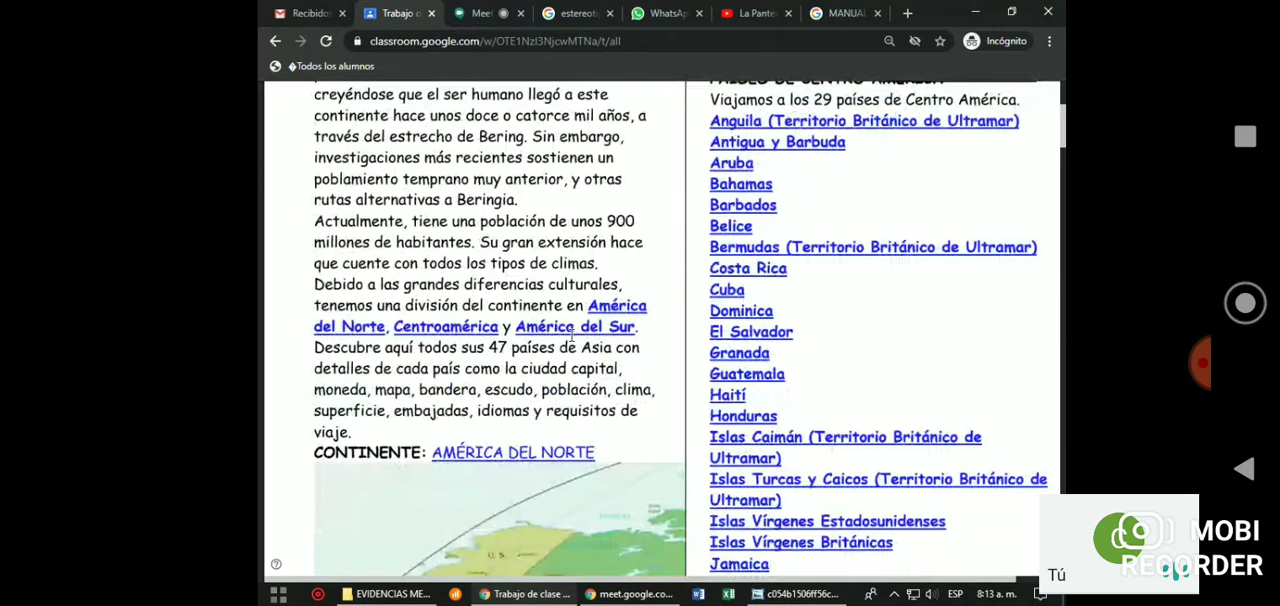 Recibidos
Trabajo d
Meet
estereoti
WhatsAp
La Pante
MANUAL
classroom.google.com/w/OTE1NzI3NjcwMTNa/t/all
Incógnito
�Todos los alumnos
creyéndose que el ser humano llegó a este
continente hace unos doce o catorce mil años, a
través del estrecho de Bering. Sin embargo,
investigaciones más recientes sostienen un
poblamiento temprano muy anterior, y otras
rutas alternativas a Beringia.
Actualmente, tiene una población de unos 900
millones de habitantes. Su gran extensión hace
que cuente con todos los tipos de climas.
Debido a las grandes diferencias culturales,
tenemos una división del continente en América
del Norte, Centroamérica y América del Sur.
Descubre aquí todos sus 47 países de Asia con
detalles de cada país como la ciudad capital,
moneda, mapa, bandera, escudo, población, clima,
superficie, embajadas, idiomas y requisitos de
viaje.
CONTINENTE: AMÉRICA DEL NORTE
U. S.
PAÍSES DE CENTRO AMÉRICA
Viajamos a los 29 países de Centro América.
Anguila (Territorio Británico de Ultramar)
Antigua y Barbuda
Aruba
Bahamas
Barbados
Belice
Bermudas (Territorio Británico de Ultramar)
Costa Rica
Cuba
Dominica
El Salvador
Granada
Guatemala
Haití
Honduras
Islas Caimán (Territorio Británico de
Ultramar)
Islas Turcas y Caicos (Territorio Británico de
Ultramar)
Islas Vírgenes Estadosunidenses
Islas Vírgenes Británicas
Jamaica
Tú
MOBI
RECORDER
EVIDENCIAS ME...
Trabajo de clase ...
meet.google.co...
c054b1506ff56c...
ESP
8:13 a. m.